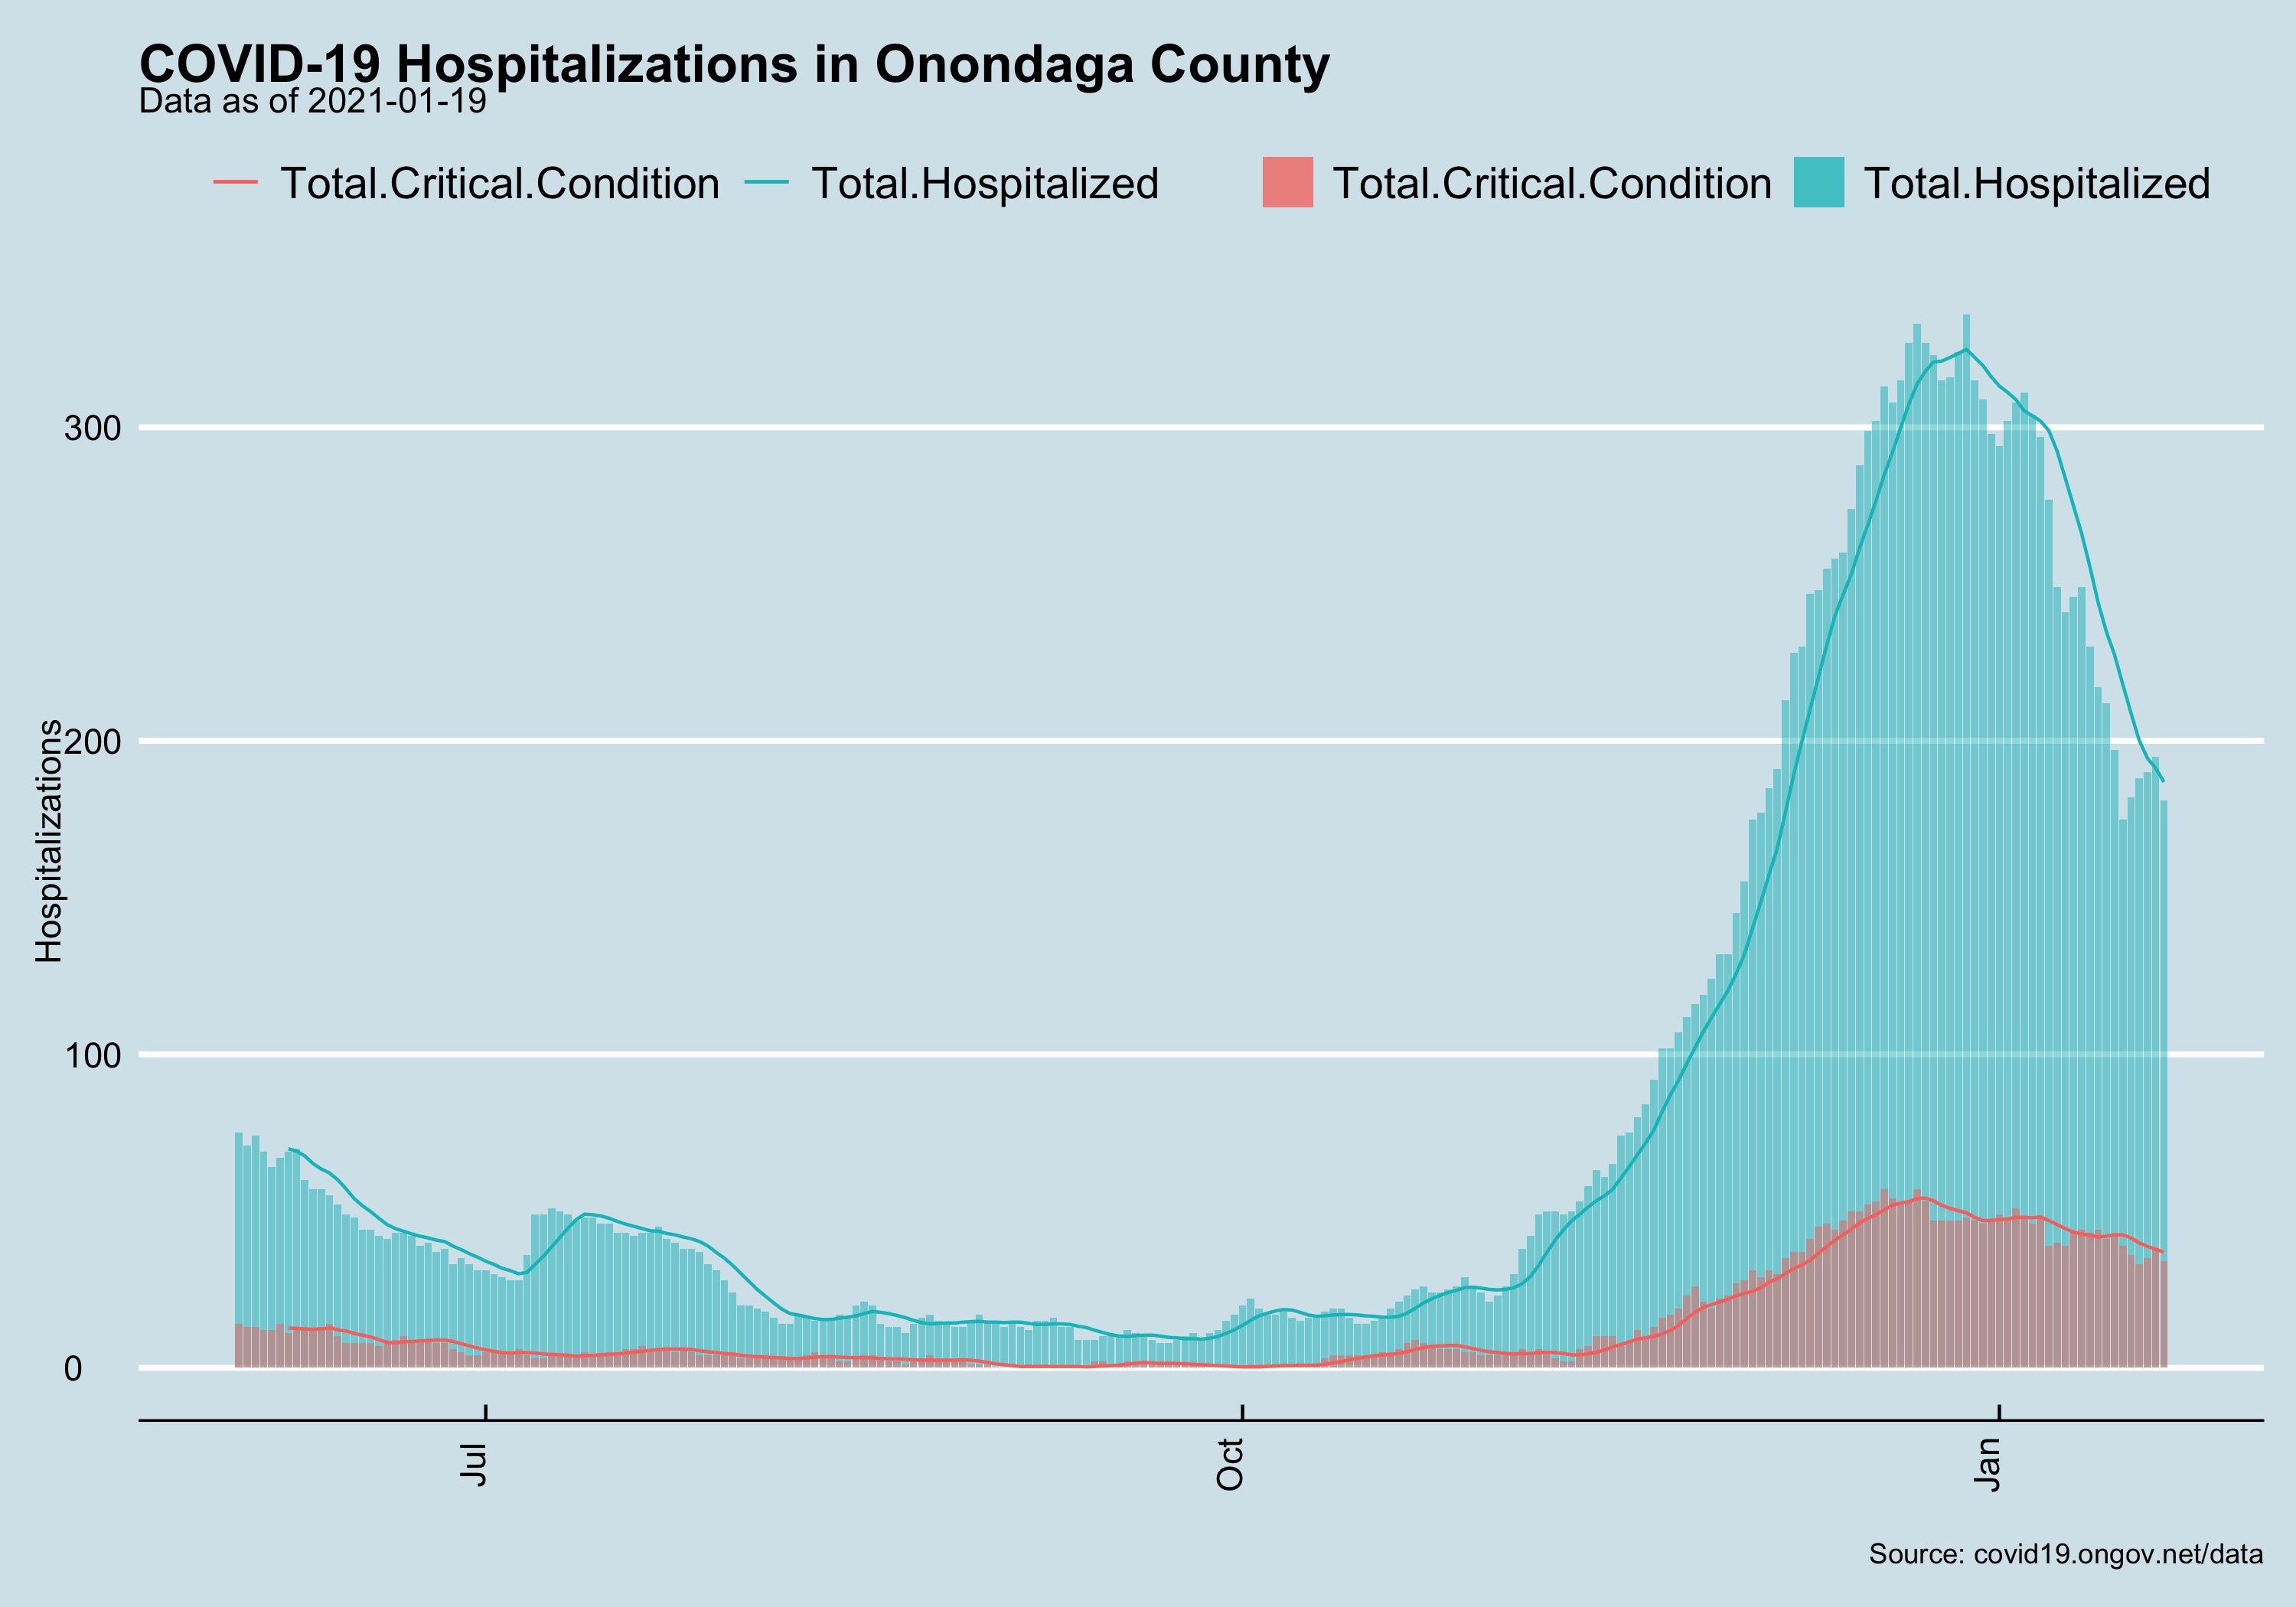 COVID-19 Hospitalizations in Onondaga County
Data as of 2021-01-19
Total.Critical.Condition Total.Hospitalized Total.Critical.Condition Total.Hospitalized
Hospitalizations
300
200
100
0
Jul Oct Jan
Source: covid19.ongov.net/data